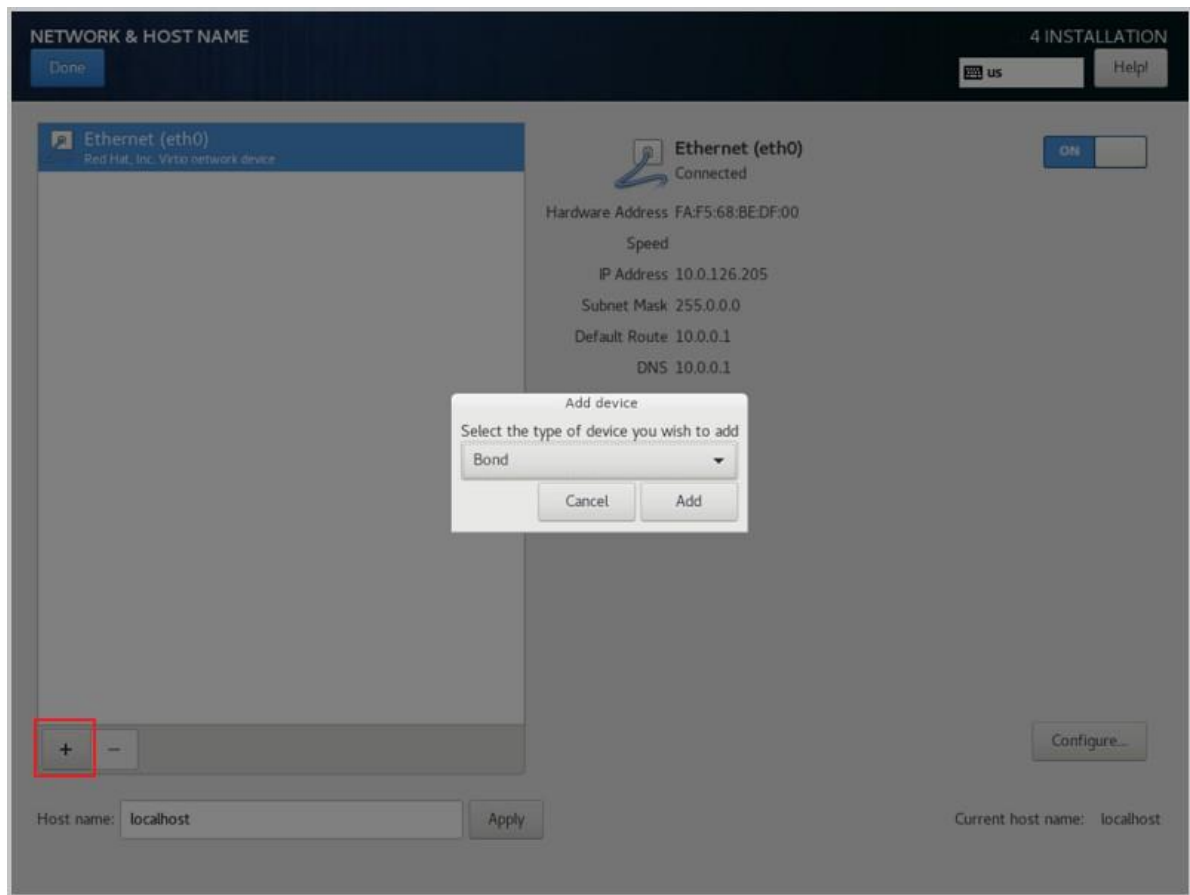 NETWORK & HOST NAME
4 INSTALLATION
Done
us
Help!
Ethernet (eth0)
Red Hat, Inc. Virtio network device
Ethernet (eth0)
Connected
ON
Hardware Address FA:F5:68:BE:DF:00
Speed
IP Address 10.0.126.205
Subnet Mask 255.0.0.0
Default Route 10.0.0.1
DNS 10.0.0.1
Add device
Select the type of device you wish to add
Bond
Cancel Add
+ −
Configure...
Host name: localhost Apply
Current host name: localhost